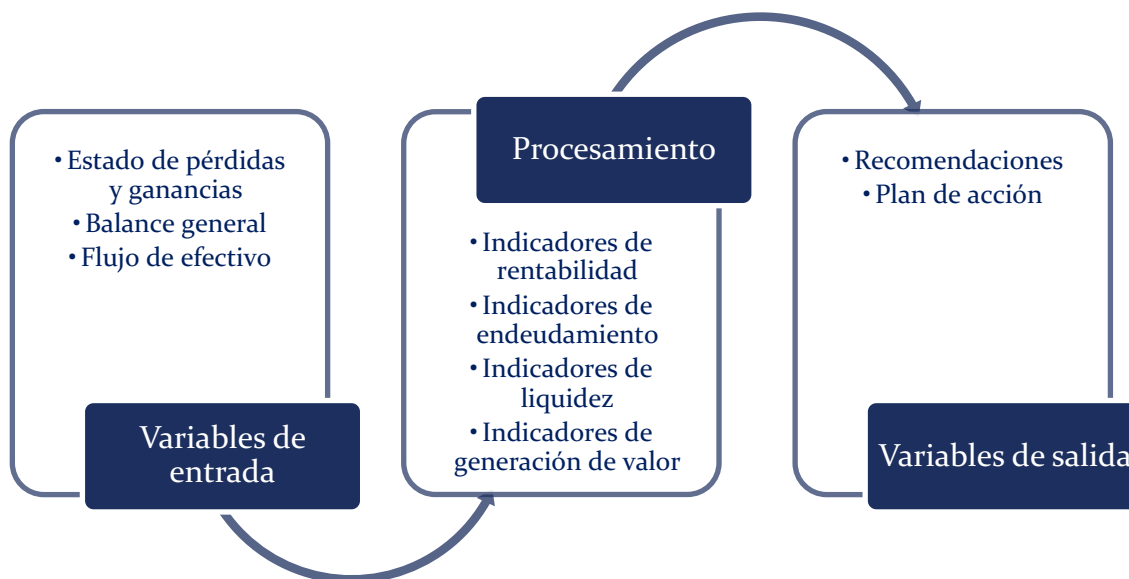 • Estado de pérdidas
y ganancias
• Balance general
• Flujo de efectivo
Variables de
entrada
Procesamiento
• Indicadores de
rentabilidad
• Indicadores de
endeudamiento
• Indicadores de
liquidez
• Indicadores de
generación de valor
• Recomendaciones
• Plan de acción
Variables de salida